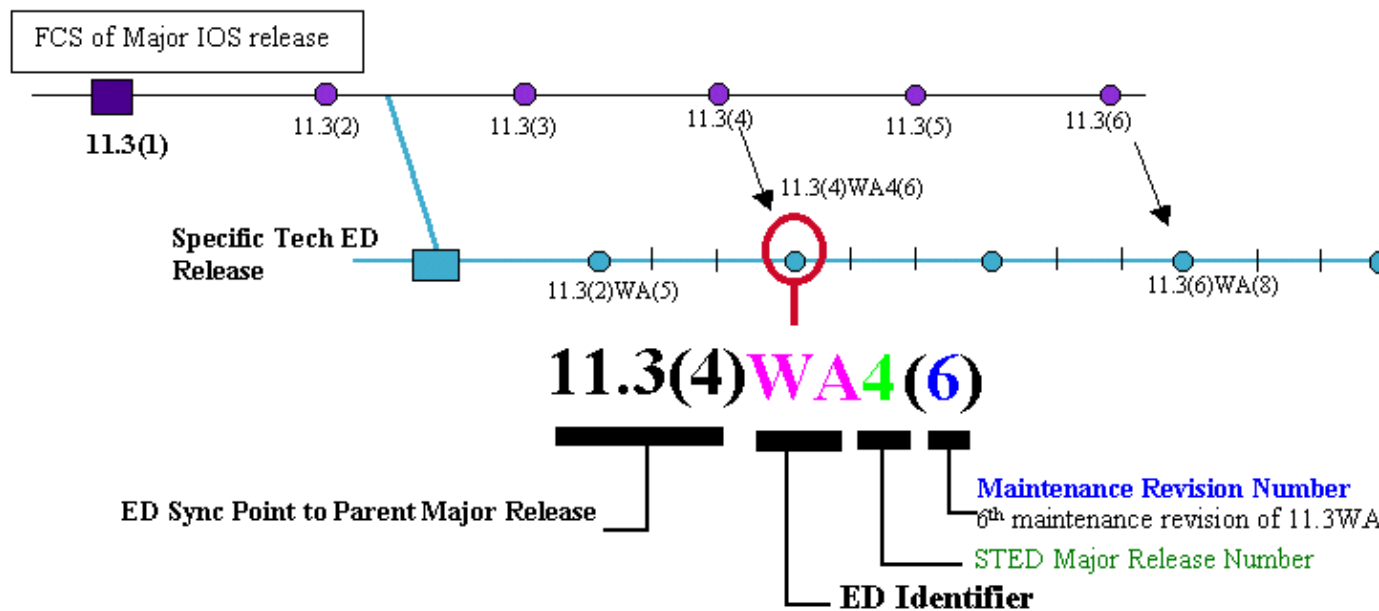 FCS of Major IOS release
11.3(1)
11.3(2)
11.3(3)
11.3(4)
11.3(5)
11.3(6)
11.3(4)WA4(6)
Specific Tech ED
Release
11.3(2)WA(5)
11.3(6)WA(8)
11.3(4)WA4(6)
ED Sync Point to Parent Major Release
Maintenance Revision Number
6th maintenance revision of 11.3WA
STED Major Release Number
ED Identifier